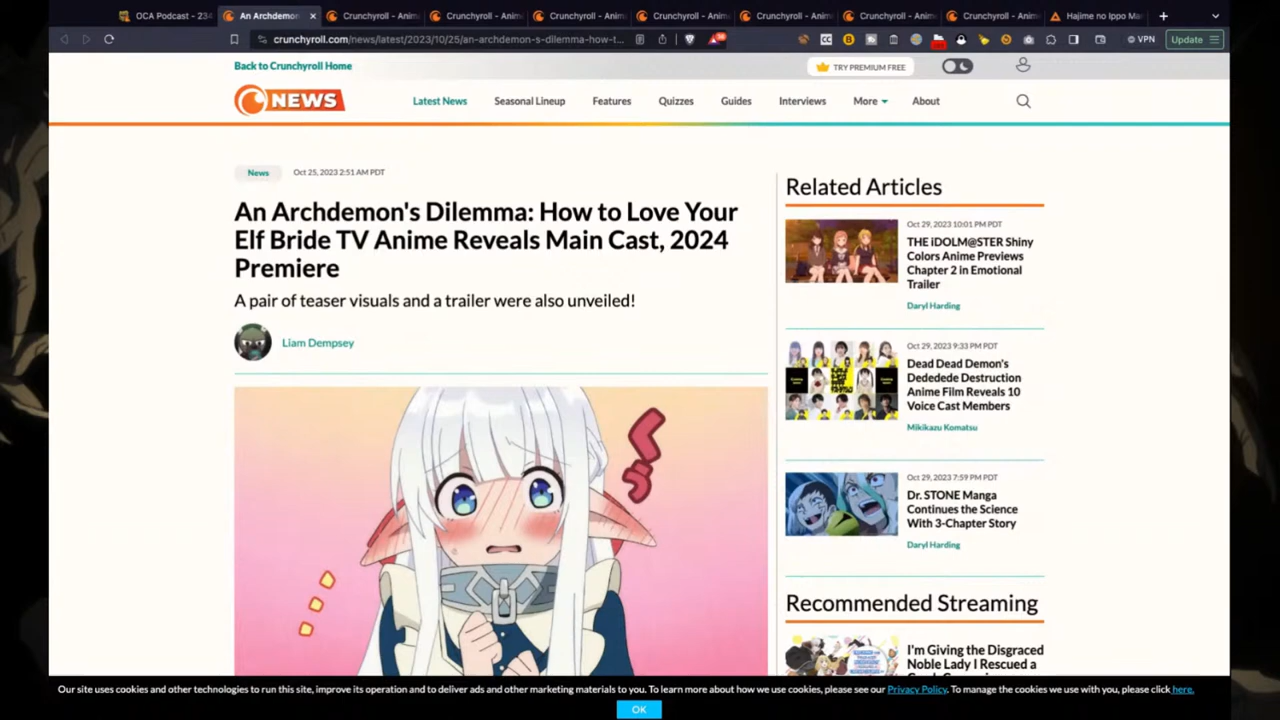 OCA Podcast - 234
An Archdemon
Crunchyroll - Anim
Crunchyroll - Anim
Crunchyroll - Anim
Crunchyroll - Anim
Crunchyroll - Anim
Crunchyroll - Anim
Crunchyroll - Anim
Hajime no Ippo Ma
crunchyroll.com/news/latest/2023/10/25/an-archdemon-s-dilemma-how-t...
VPN
Update
Back to Crunchyroll Home
TRY PREMIUM FREE
NEWS
Latest News
Seasonal Lineup
Features
Quizzes
Guides
Interviews
More
About
News
Oct 25, 2023 2:51 AM PDT
An Archdemon's Dilemma: How to Love Your
Elf Bride TV Anime Reveals Main Cast, 2024
Premiere
A pair of teaser visuals and a trailer were also unveiled!
Liam Dempsey
Related Articles
Oct 29, 2023 10:01 PM PDT
THE iDOLM@STER Shiny
Colors Anime Previews
Chapter 2 in Emotional
Trailer
Daryl Harding
Oct 29, 2023 9:33 PM PDT
Dead Dead Demon's
Dededede Destruction
Anime Film Reveals 10
Voice Cast Members
Mikikazu Komatsu
Oct 29, 2023 7:59 PM PDT
Dr. STONE Manga
Continues the Science
With 3-Chapter Story
Daryl Harding
Recommended Streaming
I'm Giving the Disgraced
Noble Lady I Rescued a
Our site uses cookies and other technologies to run this site, improve its operation and to deliver ads and other marketing materials to you. To learn more about how we use cookies, please see our Privacy Policy. To manage the cookies we use with you, please click here.
OK